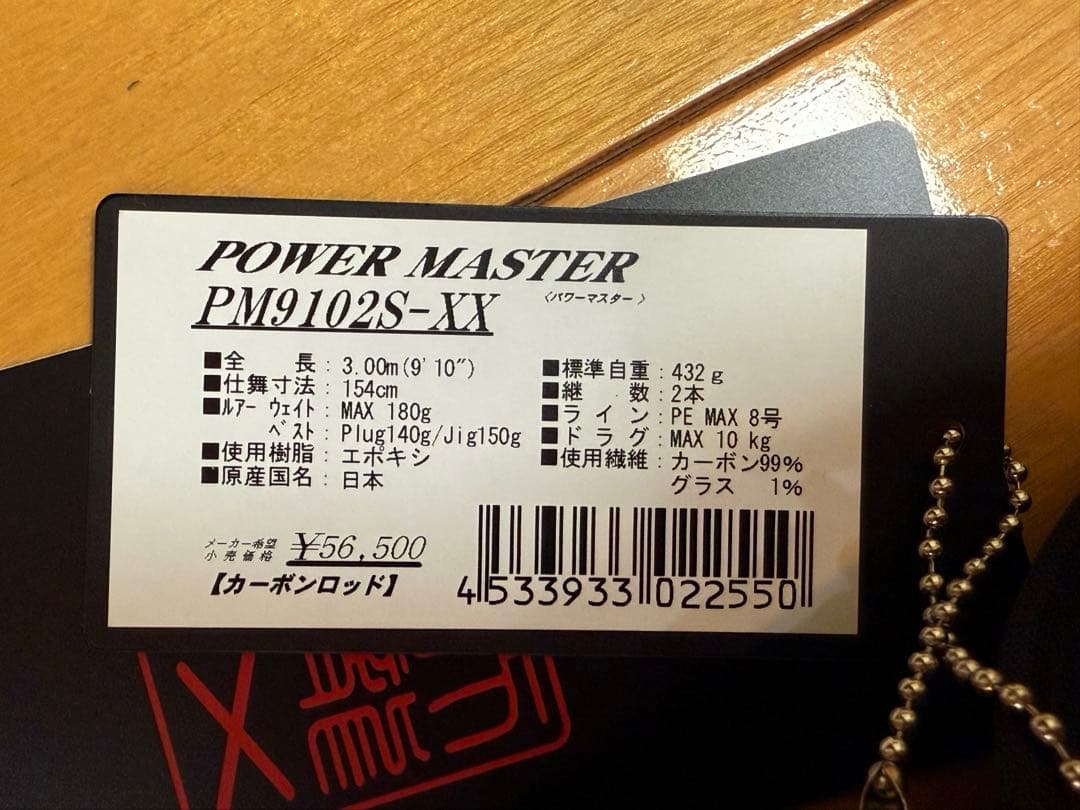 POWER MASTER
〈パワーマスター〉
PM9102S-XX
■全長：3.00m(9'10")
■仕舞寸法：154cm
■ルアーウェイト：MAX 180g
ベスト：Plug140g/Jig150g
■使用樹脂：エポキシ
■原産国名：日本
■標準自重：432g
■継数：2本
■ライン：PE MAX 8号
■ドラグ：MAX 10 kg
■使用繊維：カーボン99%
グラス 1%
メーカー希望
小売価格 ¥56,500
【カーボンロッド】
4533933022550